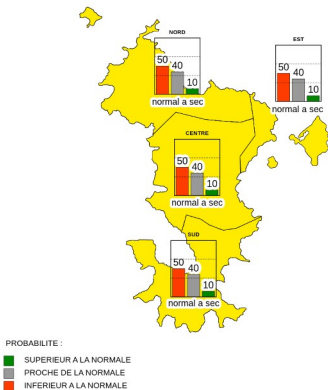 NORD
50 40 10
normal a sec
EST
50 40 10
normal a sec
CENTRE
50 40 10
normal a sec
SUD
50 40 10
normal a sec
PROBABILITE :
SUPERIEUR A LA NORMALE
PROCHE DE LA NORMALE
INFERIEUR A LA NORMALE